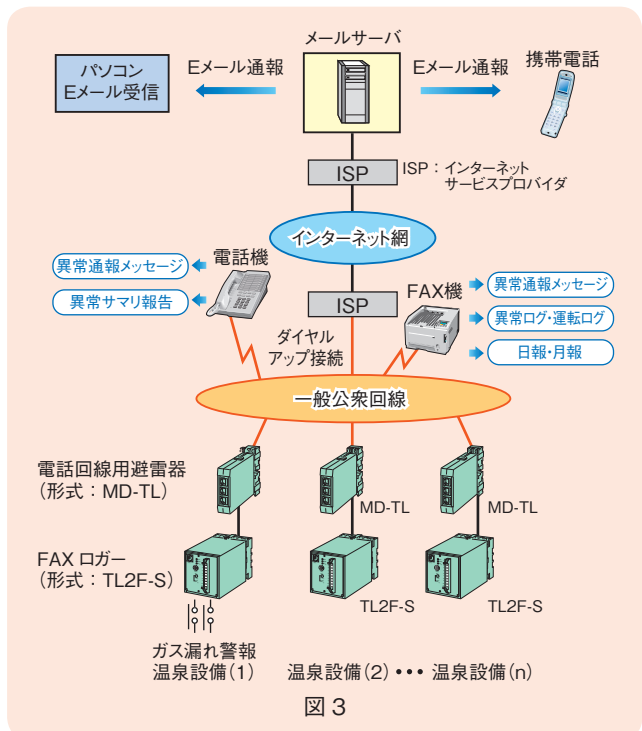 メールサーバ
パソコン
Eメール受信
Eメール通報
Eメール通報
携帯電話
ISP
ISP：インターネット
サービスプロバイダ
インターネット網
電話機
異常通報メッセージ
異常サマリ報告
ISP
FAX機
異常通報メッセージ
異常ログ・運転ログ
日報・月報
ダイヤル
アップ接続
一般公衆回線
電話回線用避雷器
(形式：MD-TL)
MD-TL
MD-TL
FAX ロガー
(形式：TL2F-S)
TL2F-S
TL2F-S
ガス漏れ警報
温泉設備(1)
温泉設備(2)･･･ 温泉設備(n)
図 3